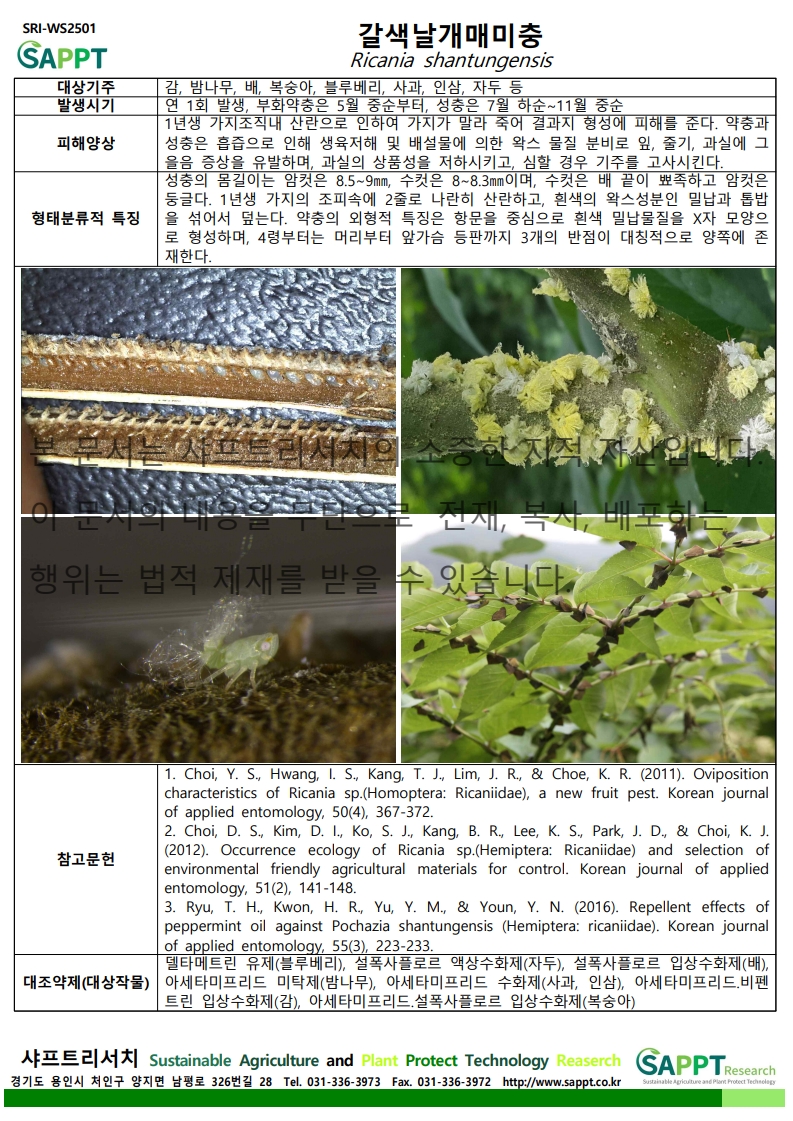 SRI-WS2501
SAPPT
갈색날개매미충
Ricania shantungensis
대상기주
감, 밤나무, 배, 복숭아, 블루베리, 사과, 인삼, 자두 등
발생시기
연 1회 발생, 부화약충은 5월 중순부터, 성충은 7월 하순~11월 중순
피해양상
1년생 가지조직내 산란으로 인하여 가지가 말라 죽어 결과지 형성에 피해를 준다. 약충과
성충은 흡즙으로 인해 생육저해 및 배설물에 의한 왁스 물질 분비로 잎, 줄기, 과실에 그
을음 증상을 유발하며, 과실의 상품성을 저하시키고, 심할 경우 기주를 고사시킨다.
형태분류적 특징
성충의 몸길이는 암컷은 8.5~9㎜, 수컷은 8~8.3㎜이며, 수컷은 배 끝이 뾰족하고 암컷은
둥글다. 1년생 가지의 조피속에 2줄로 나란히 산란하고, 흰색의 왁스성분인 밀납과 톱밥
을 섞어서 덮는다. 약충의 외형적 특징은 항문을 중심으로 흰색 밀납물질을 X자 모양으
로 형성하며, 4령부터는 머리부터 앞가슴 등판까지 3개의 반점이 대칭적으로 양쪽에 존
재한다.
본 문서는 샤프트리서치의 소중한 지적 자산입니다.
이 문서의 내용을 무단으로 전재, 복사, 배포하는
행위는 법적 제재를 받을 수 있습니다.
참고문헌
1. Choi, Y. S., Hwang, I. S., Kang, T. J., Lim, J. R., & Choe, K. R. (2011). Oviposition
characteristics of Ricania sp.(Homoptera: Ricaniidae), a new fruit pest. Korean journal
of applied entomology, 50(4), 367-372.
2. Choi, D. S., Kim, D. I., Ko, S. J., Kang, B. R., Lee, K. S., Park, J. D., & Choi, K. J.
(2012). Occurrence ecology of Ricania sp.(Hemiptera: Ricaniidae) and selection of
environmental friendly agricultural materials for control. Korean journal of applied
entomology, 51(2), 141-148.
3. Ryu, T. H., Kwon, H. R., Yu, Y. M., & Youn, Y. N. (2016). Repellent effects of
peppermint oil against Pochazia shantungensis (Hemiptera: ricaniidae). Korean journal
of applied entomology, 55(3), 223-233.
대조약제(대상작물)
델타메트린 유제(블루베리), 설폭사플로르 액상수화제(자두), 설폭사플로르 입상수화제(배),
아세타미프리드 미탁제(밤나무), 아세타미프리드 수화제(사과, 인삼), 아세타미프리드.비펜
트린 입상수화제(감), 아세타미프리드.설폭사플로르 입상수화제(복숭아)
샤프트리서치 Sustainable Agriculture and Plant Protect Technology Reaserch
경기도 용인시 처인구 양지면 남평로 326번길 28 Tel. 031-336-3973 Fax. 031-336-3972 http://www.sappt.co.kr
SAPPT Research
Sustainable Agriculture and Plant Protect Technology